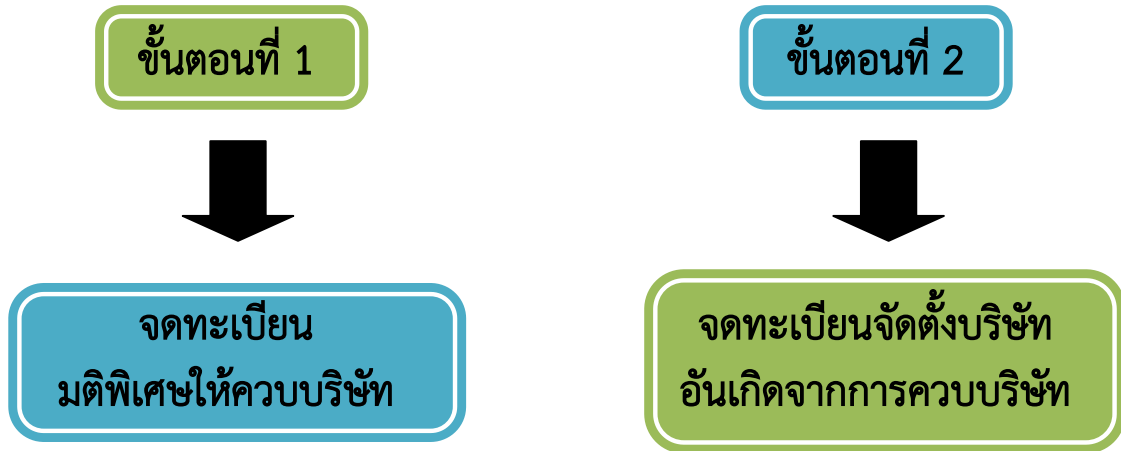 ขั้นตอนที่ 1
ขั้นตอนที่ 2
จดทะเบียน
มติพิเศษให้ควบบริษัท
จดทะเบียนจัดตั้งบริษัท
อันเกิดจากการควบบริษัท